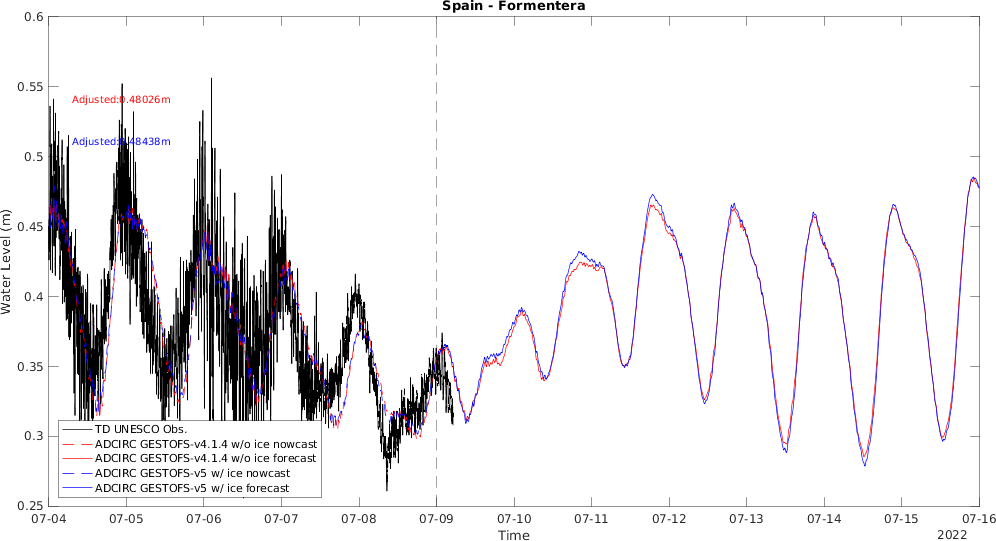 Spain - Formentera
0.6
0.55
0.5
0.45
0.4
0.35
0.3
0.25
Water Level (m)
Adjusted:0.48026m
Adjusted:0.48438m
TD UNESCO Obs.
ADCIRC GESTOFS-v4.1.4 w/o ice nowcast
ADCIRC GESTOFS-v4.1.4 w/o ice forecast
ADCIRC GESTOFS-v5 w/ ice nowcast
ADCIRC GESTOFS-v5 w/ ice forecast
07-04 07-05 07-06 07-07 07-08 07-09 07-10 07-11 07-12 07-13 07-14 07-15 07-16
Time
2022